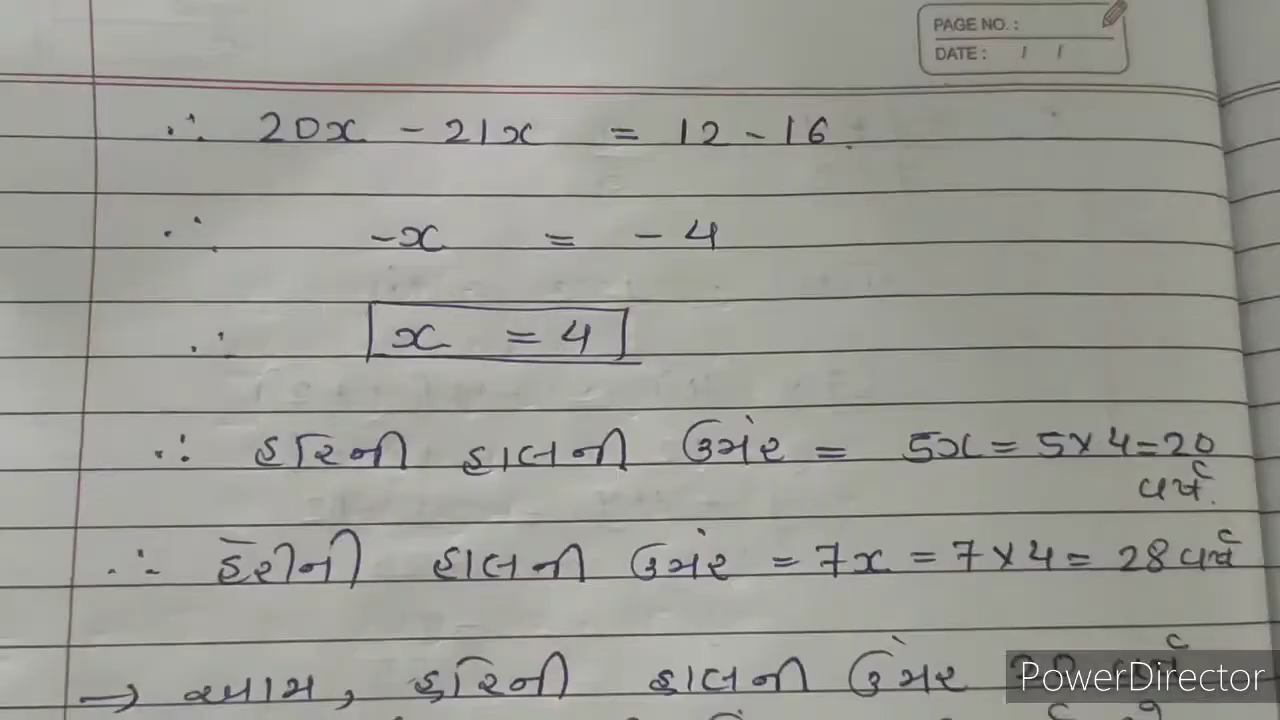 PAGE NO. :
DATE : / /
∴ 20x - 21x = 12 - 16.
∴ -x = - 4
∴ x = 4
∴ હરિની હાલની ઉંમર = 5x = 5 × 4 = 20
વર્ષ.
∴ હેરીની હાલની ઉંમર = 7x = 7 × 4 = 28 વર્ષ
→ આમ, હરિની હાલની ઉંમર
PowerDirector